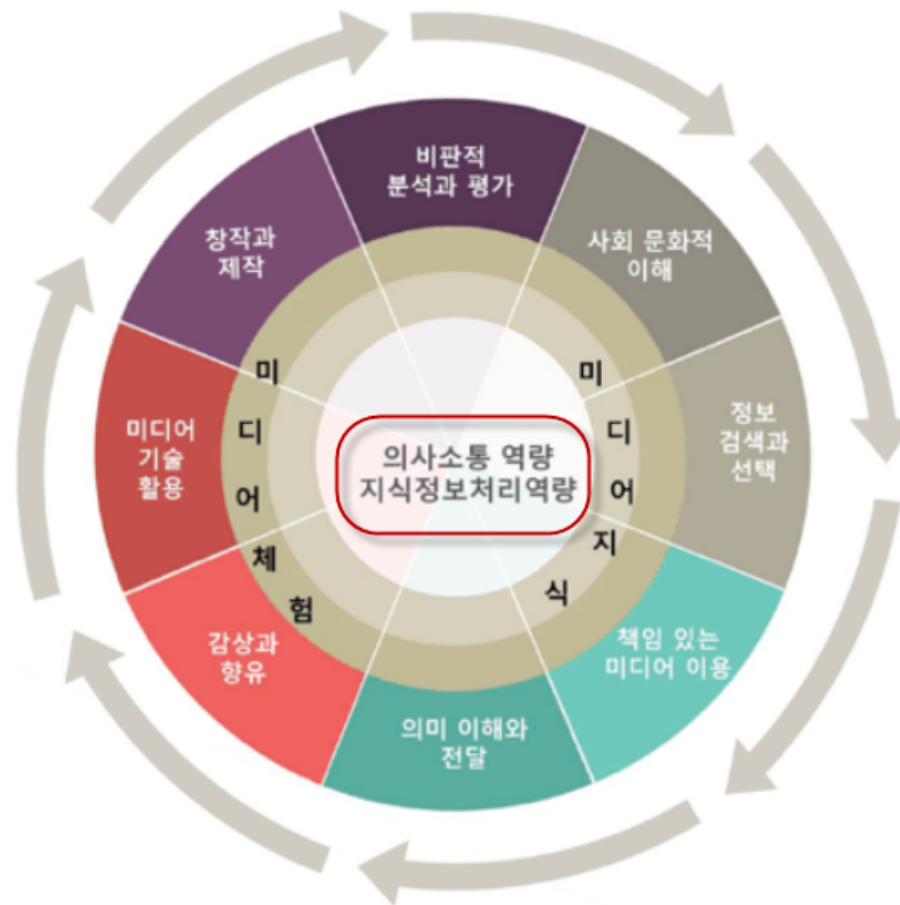 비판적
분석과 평가
사회 문화적
이해
정보
검색과
선택
책임 있는
미디어 이용
의미 이해와
전달
감상과
향유
미디어
기술
활용
창작과
제작
미
디
어
체
험
미
디
어
지
식
의사소통 역량
지식정보처리역량